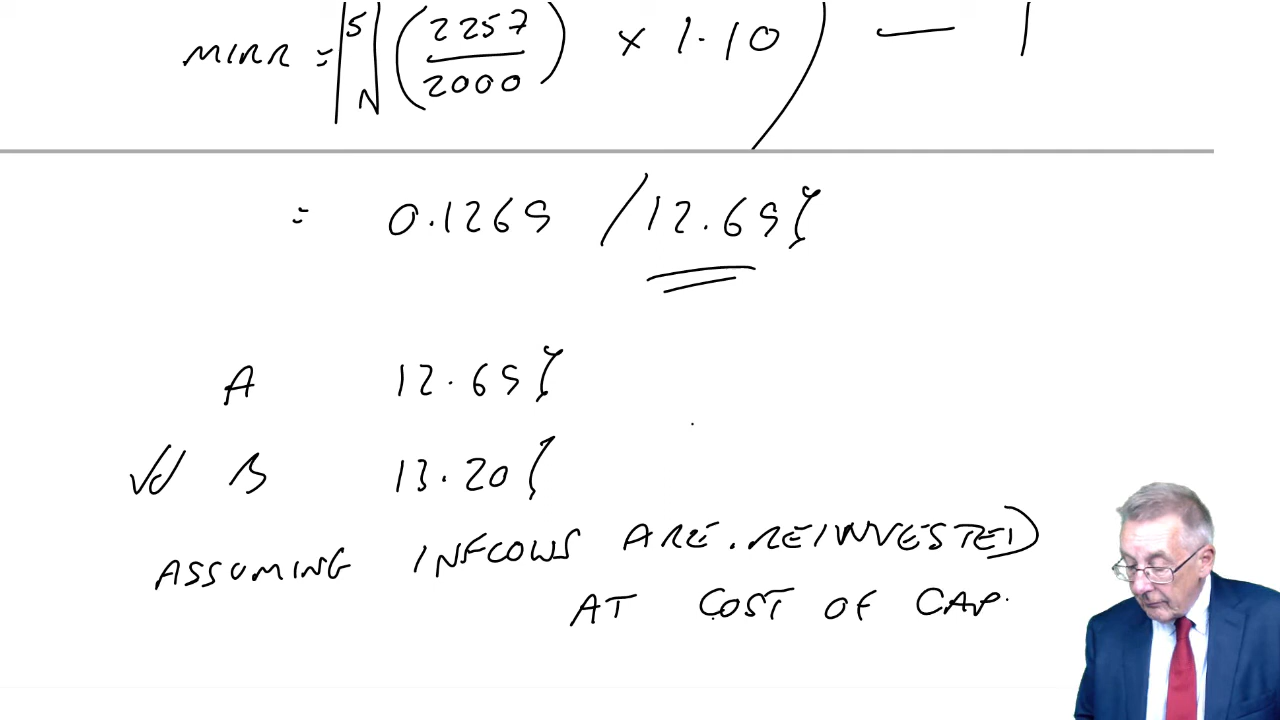 MIRR = ⁵√(2257/2000) × 1.10) − 1
= 0.1269 / 12.69%
A 12.69%
B 13.20%
ASSUMING INFLOWS ARE REINVESTED
AT COST OF CAP.